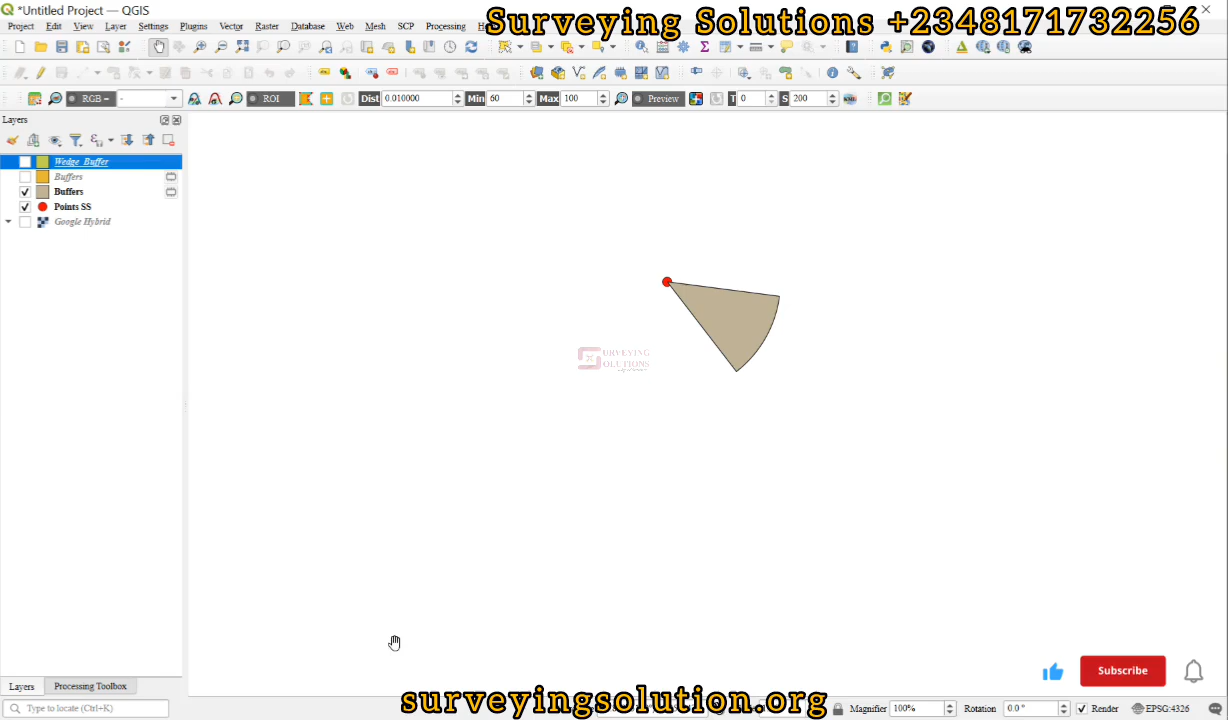 *Untitled Project — QGIS
Surveying Solutions +2348171732256
Project Edit View Layer Settings Plugins Vector Raster Database Web Mesh SCP Processing
RGB = - ROI Dist 0.010000 Min 60 Max 100 Preview T 0 S 200
Layers
Wedge Buffer
Buffers
Buffers
Points SS
Google Hybrid
SURVEYING
SOLUTIONS
Subscribe
Layers Processing Toolbox
surveyingsolution.org
Type to locate (Ctrl+K) Magnifier 100% Rotation 0.0 ° Render EPSG:4326